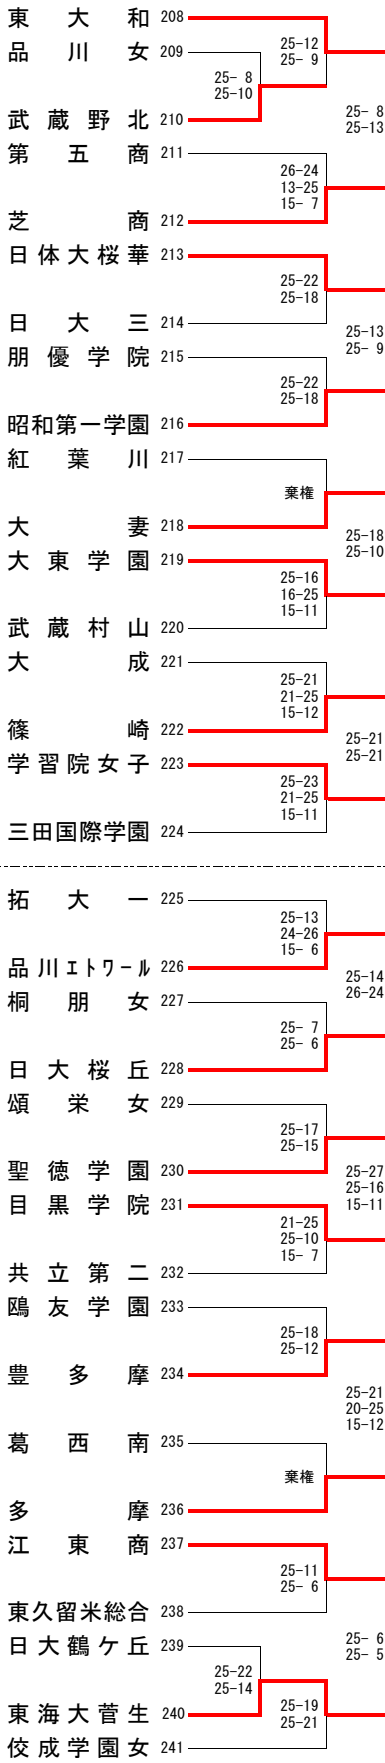 東大和 208
品川女 209
25-12
25- 9
25- 8
25-10
武蔵野北 210
25- 8
25-13
第五商 211
26-24
13-25
15- 7
芝商 212
日体大桜華 213
25-22
25-18
日大三 214
25-13
25- 9
朋優学院 215
25-22
25-18
昭和第一学園 216
紅葉川 217
棄権
大妻 218
25-18
25-10
大東学園 219
25-16
16-25
15-11
武蔵村山 220
大成 221
25-21
21-25
15-12
篠崎 222
25-21
25-21
学習院女子 223
25-23
21-25
15-11
三田国際学園 224
拓大一 225
25-13
24-26
15- 6
品川ｴﾄﾜｰﾙ 226
25-14
26-24
桐朋女 227
25- 7
25- 6
日大桜丘 228
頌栄女 229
25-17
25-15
聖徳学園 230
25-27
25-16
15-11
目黒学院 231
21-25
25-10
15- 7
共立第二 232
鴎友学園 233
25-18
25-12
豊多摩 234
25-21
20-25
15-12
葛西南 235
棄権
多摩 236
江東商 237
25-11
25- 6
東久留米総合 238
日大鶴ケ丘 239
25- 6
25- 5
25-22
25-14
東海大菅生 240
25-19
25-21
佼成学園女 241